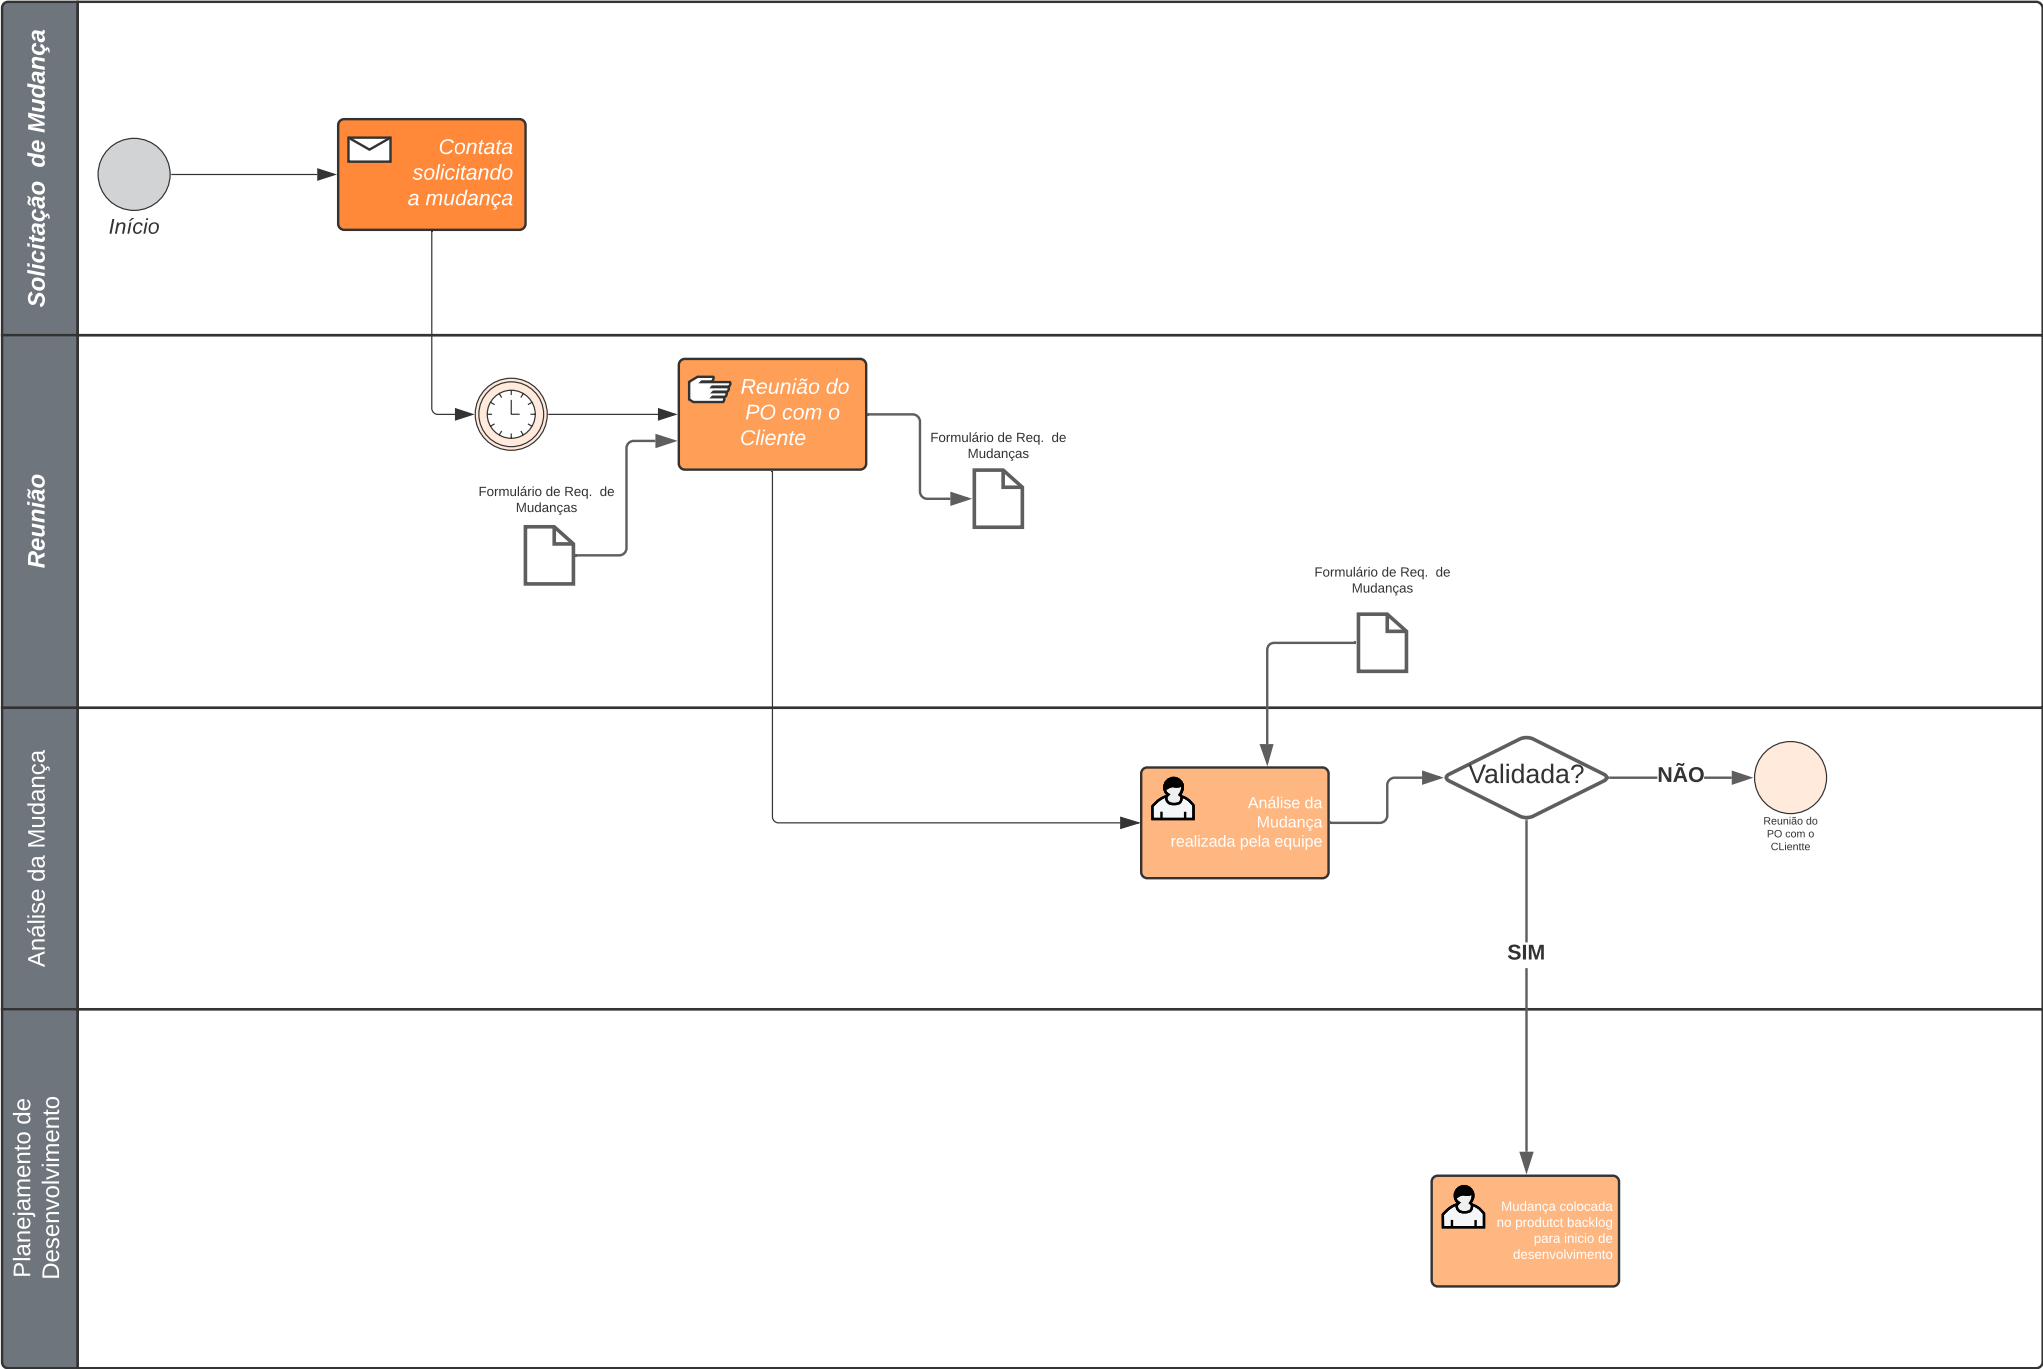 Solicitação  de Mudança
Início
Contata
solicitando
a mudança
Reunião
Reunião do
PO com o
Cliente
Formulário de Req.  de
Mudanças
Formulário de Req.  de
Mudanças
Formulário de Req.  de
Mudanças
Análise da Mudança
Análise da
Mudança
realizada pela equipe
Validada?
NÃO
Reunião do
PO com o
CLientte
SIM
Planejamento de
Desenvolvimento
Mudança colocada
no produtct backlog
para inicio de
desenvolvimento